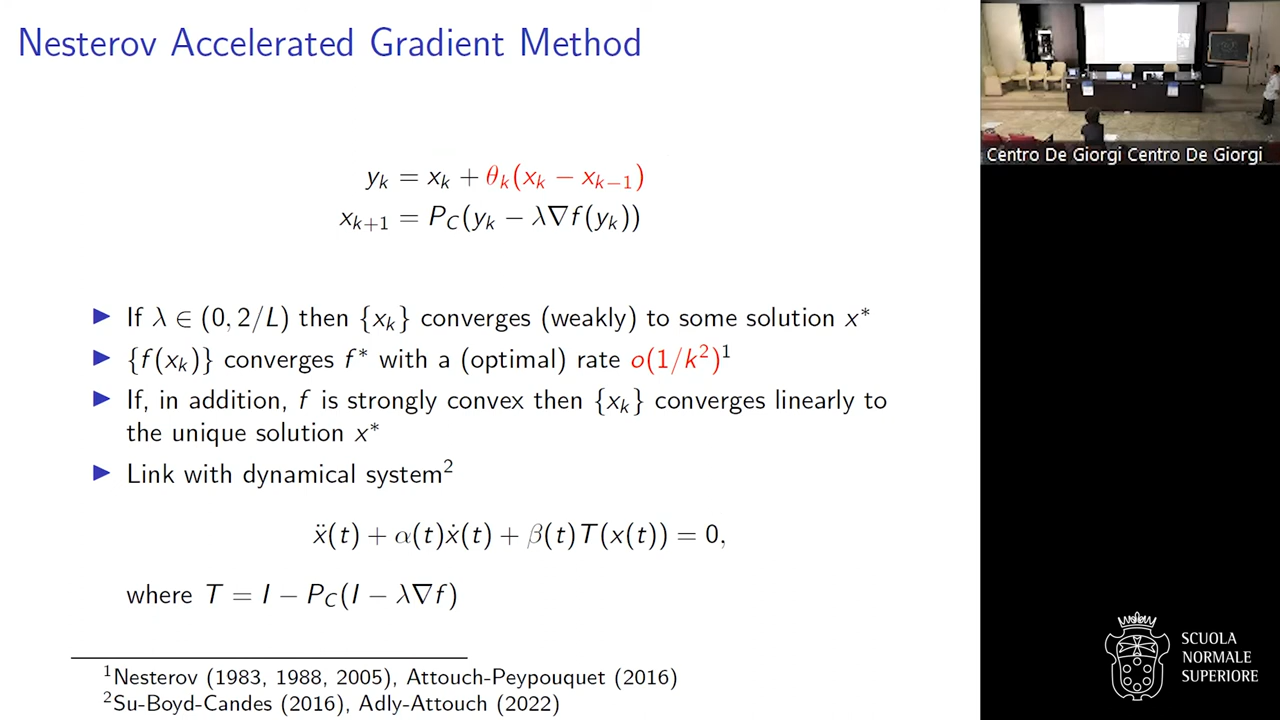 Nesterov Accelerated Gradient Method
y_k = x_k + θ_k(x_k − x_{k−1})
x_{k+1} = P_C(y_k − λ∇f(y_k))
▶ If λ ∈ (0, 2/L) then {x_k} converges (weakly) to some solution x*
▶ {f(x_k)} converges f* with a (optimal) rate o(1/k²)¹
▶ If, in addition, f is strongly convex then {x_k} converges linearly to
the unique solution x*
▶ Link with dynamical system²
ẍ(t) + α(t)ẋ(t) + β(t)T(x(t)) = 0,
where T = I − P_C(I − λ∇f)
¹Nesterov (1983, 1988, 2005), Attouch-Peypouquet (2016)
²Su-Boyd-Candes (2016), Adly-Attouch (2022)
Centro De Giorgi Centro De Giorgi
SCUOLA
NORMALE
SUPERIORE